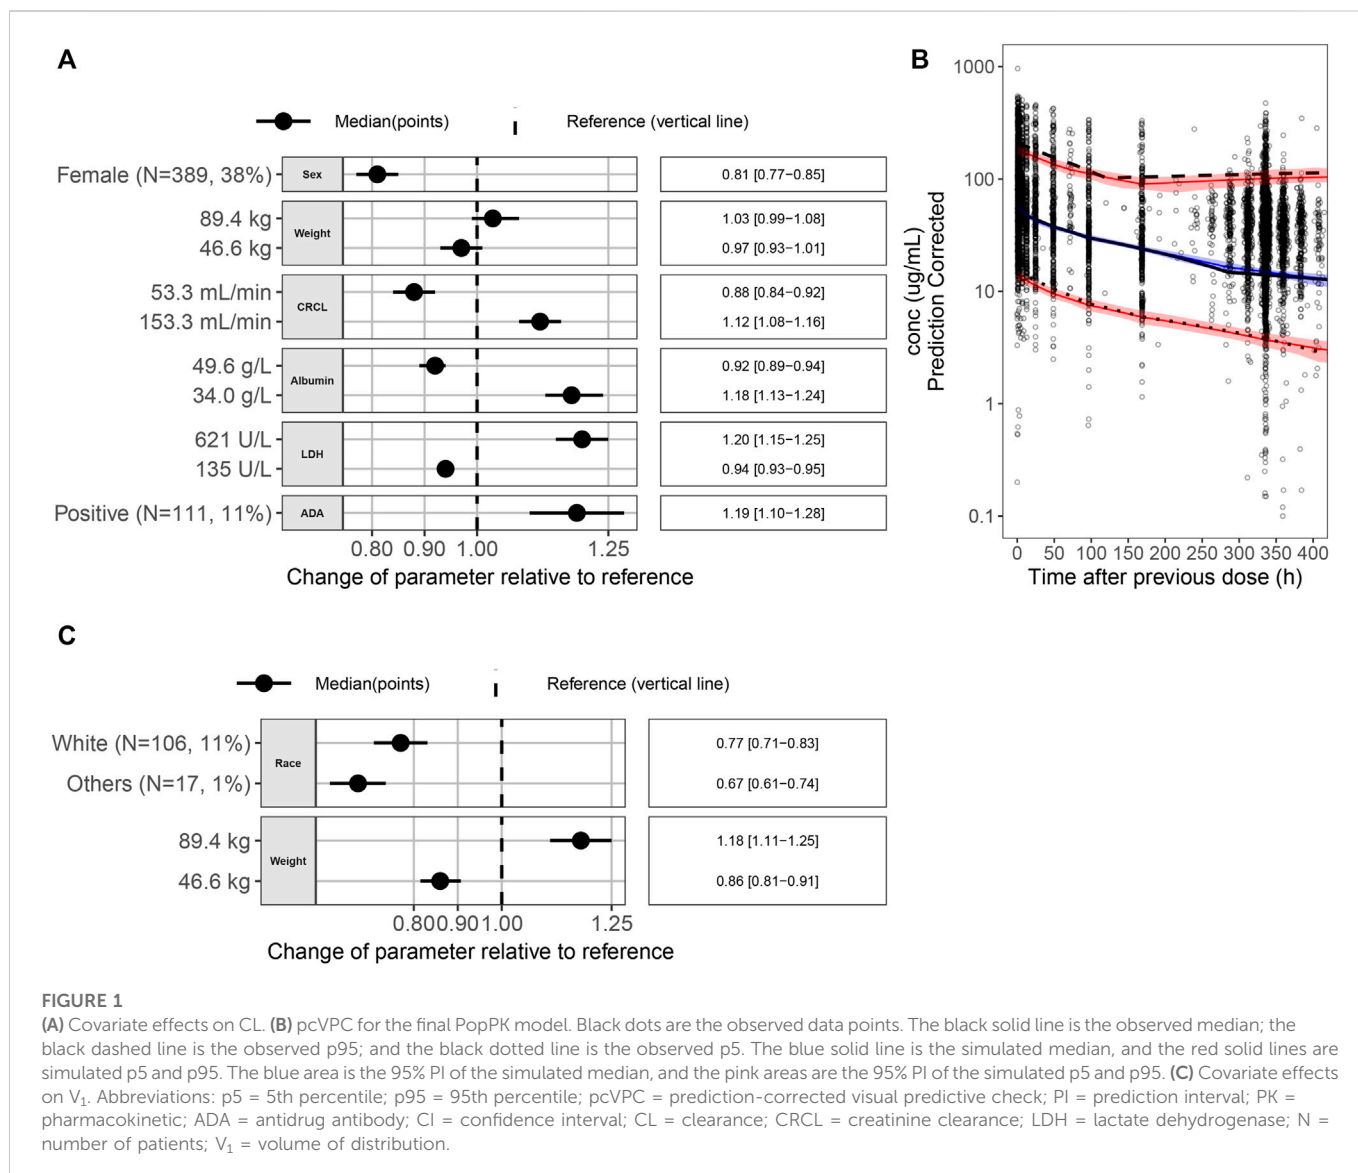 A
Median(points)
Reference (vertical line)
Female (N=389, 38%)
Sex
0.81 [0.77−0.85]
89.4 kg
1.03 [0.99−1.08]
Weight
46.6 kg
0.97 [0.93−1.01]
53.3 mL/min
0.88 [0.84−0.92]
CRCL
153.3 mL/min
1.12 [1.08−1.16]
49.6 g/L
0.92 [0.89−0.94]
Albumin
34.0 g/L
1.18 [1.13−1.24]
621 U/L
1.20 [1.15−1.25]
LDH
135 U/L
0.94 [0.93−0.95]
Positive (N=111, 11%)
ADA
1.19 [1.10−1.28]
0.80 0.90 1.00 1.25
Change of parameter relative to reference
B
1000
100
10
1
0.1
conc (ug/mL)
Prediction Corrected
0 50 100 150 200 250 300 350 400
Time after previous dose (h)
C
Median(points)
Reference (vertical line)
White (N=106, 11%)
0.77 [0.71−0.83]
Race
Others (N=17, 1%)
0.67 [0.61−0.74]
89.4 kg
1.18 [1.11−1.25]
Weight
46.6 kg
0.86 [0.81−0.91]
0.80 0.90 1.00 1.25
Change of parameter relative to reference
FIGURE 1
(A) Covariate effects on CL. (B) pcVPC for the final PopPK model. Black dots are the observed data points. The black solid line is the observed median; the
black dashed line is the observed p95; and the black dotted line is the observed p5. The blue solid line is the simulated median, and the red solid lines are
simulated p5 and p95. The blue area is the 95% PI of the simulated median, and the pink areas are the 95% PI of the simulated p5 and p95. (C) Covariate effects
on V₁. Abbreviations: p5 = 5th percentile; p95 = 95th percentile; pcVPC = prediction-corrected visual predictive check; PI = prediction interval; PK =
pharmacokinetic; ADA = antidrug antibody; CI = confidence interval; CL = clearance; CRCL = creatinine clearance; LDH = lactate dehydrogenase; N =
number of patients; V₁ = volume of distribution.